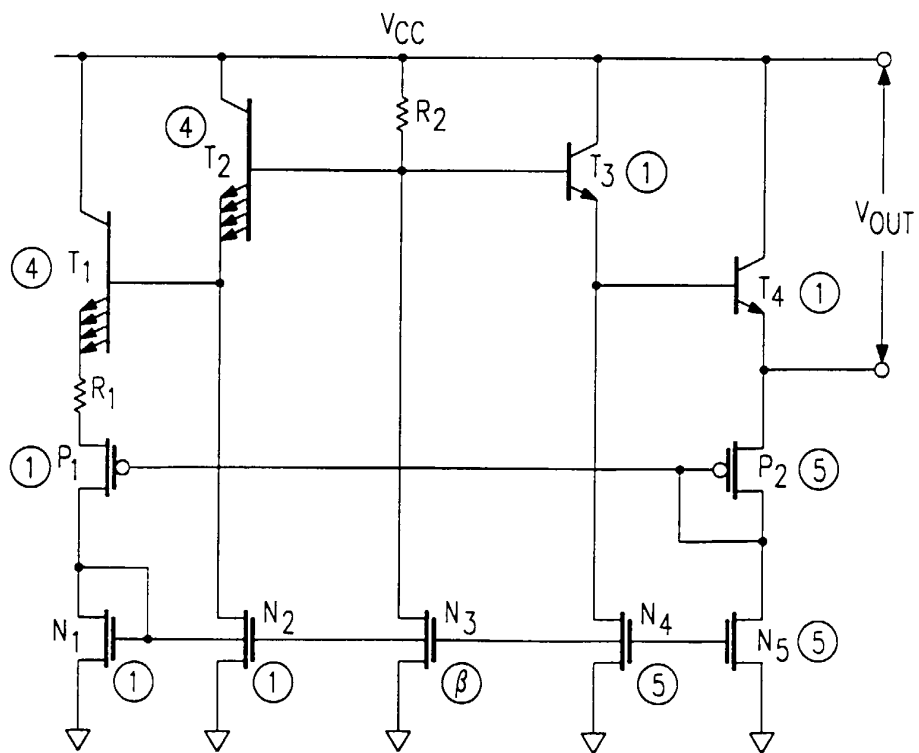 V_CC
④ T_2
R_2
T_3 ①
V_OUT
④ T_1
T_4 ①
R_1
① P_1
P_2 ⑤
N_1 ①
N_2 ①
N_3 β
N_4 ⑤
N_5 ⑤